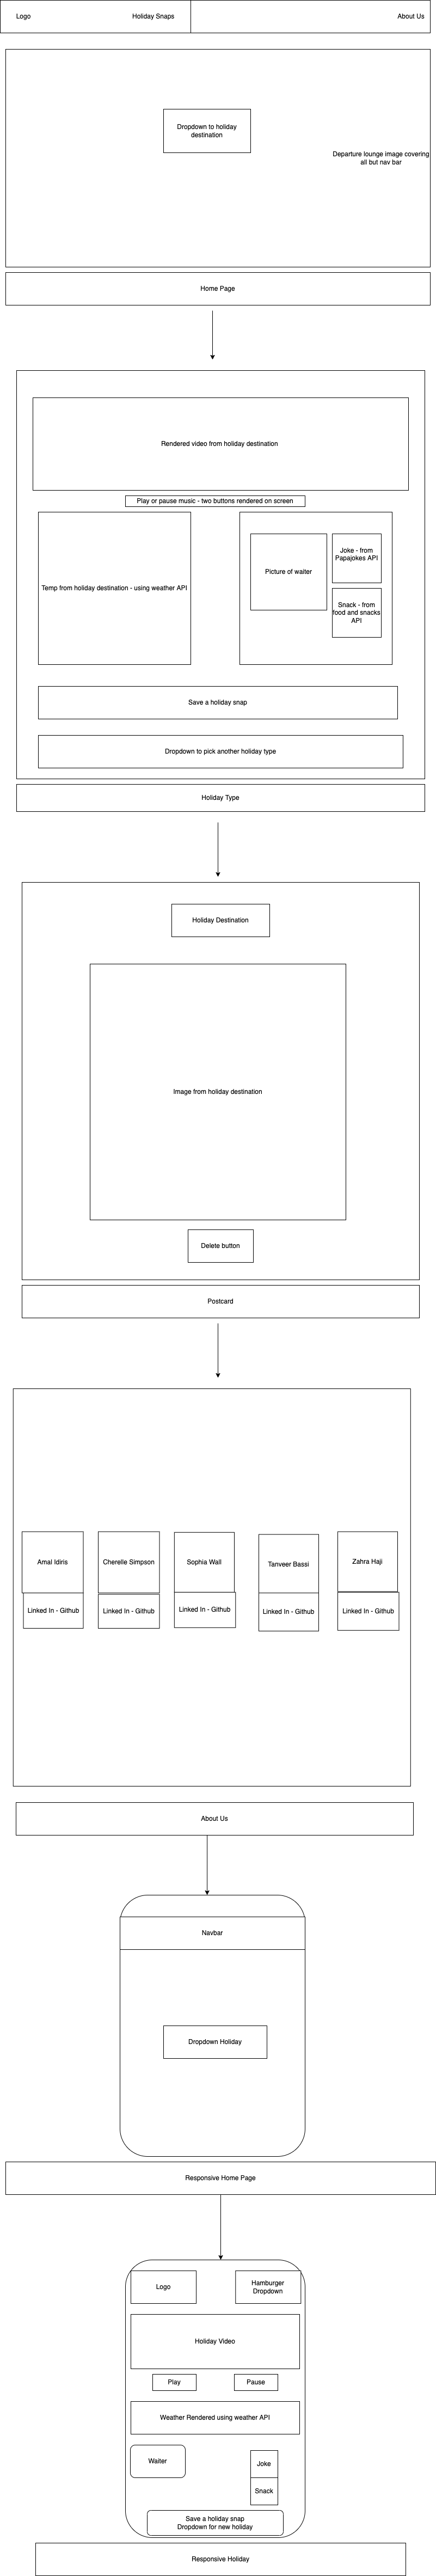 Logo
Holiday Snaps
About Us
Dropdown to holiday
destination
Departure lounge image covering
all but nav bar
Home Page
Rendered video from holiday destination
Play or pause music - two buttons rendered on screen
Temp from holiday destination - using weather API
Picture of waiter
Joke - from
Papajokes API
Snack - from
food and snacks
API
Save a holiday snap
Dropdown to pick another holiday type
Holiday Type
Holiday Destination
Image from holiday destination
Delete button
Postcard
Amal Idiris
Cherelle Simpson
Sophia Wall
Tanveer Bassi
Zahra Haji
Linked In - Github
Linked In - Github
Linked In - Github
Linked In - Github
Linked In - Github
About Us
Navbar
Dropdown Holiday
Responsive Home Page
Logo
Hamburger
Dropdown
Holiday Video
Play
Pause
Weather Rendered using weather API
Waiter
Joke
Snack
Save a holiday snap
Dropdown for new holiday
Responsive Holiday